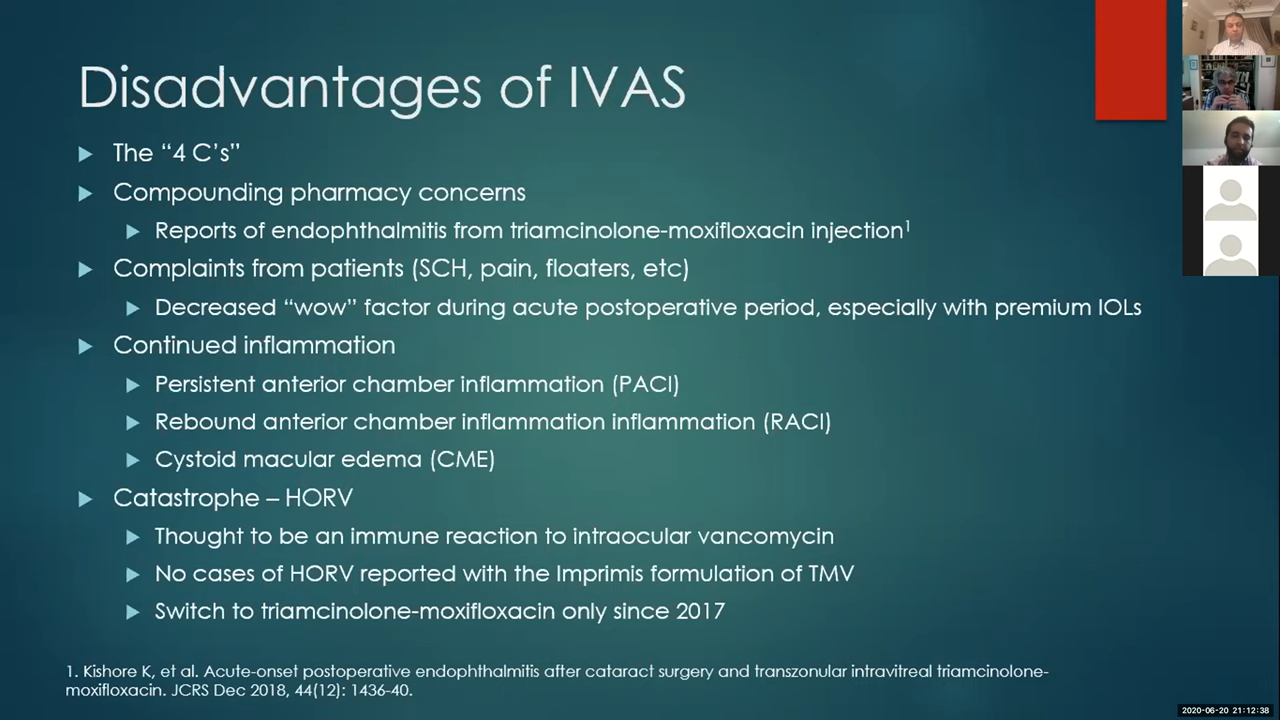 Disadvantages of IVAS
The “4 C’s”
Compounding pharmacy concerns
Reports of endophthalmitis from triamcinolone-moxifloxacin injection1
Complaints from patients (SCH, pain, floaters, etc)
Decreased “wow” factor during acute postoperative period, especially with premium IOLs
Continued inflammation
Persistent anterior chamber inflammation (PACI)
Rebound anterior chamber inflammation inflammation (RACI)
Cystoid macular edema (CME)
Catastrophe – HORV
Thought to be an immune reaction to intraocular vancomycin
No cases of HORV reported with the Imprimis formulation of TMV
Switch to triamcinolone-moxifloxacin only since 2017
1. Kishore K, et al. Acute-onset postoperative endophthalmitis after cataract surgery and transzonular intravitreal triamcinolone-
moxifloxacin. JCRS Dec 2018, 44(12): 1436-40.
2020-06-20 21:12:38